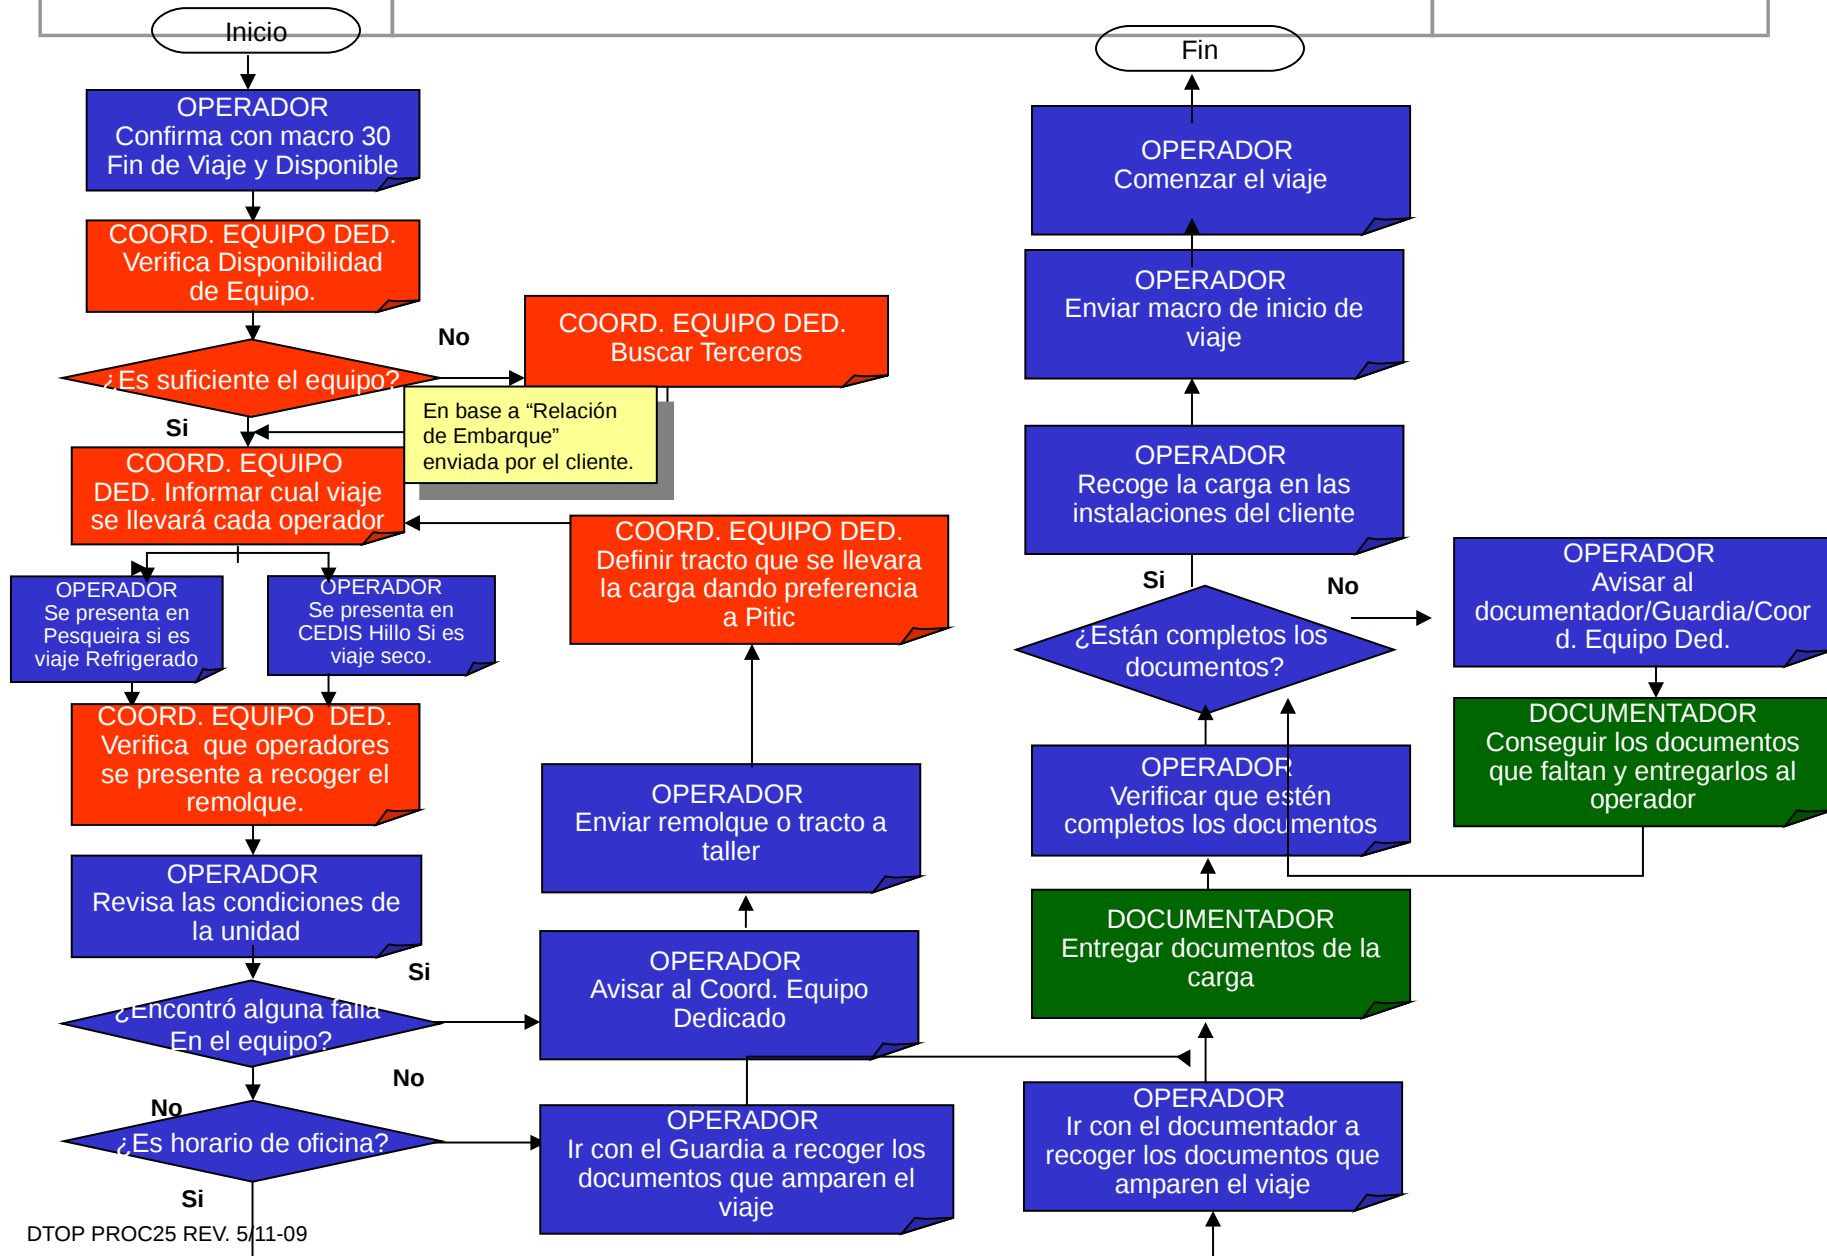 Inicio
OPERADOR
Confirma con macro 30
Fin de Viaje y Disponible
COORD. EQUIPO DED.
Verifica Disponibilidad
de Equipo.
¿Es suficiente el equipo?
No
COORD. EQUIPO DED.
Buscar Terceros
Si
En base a “Relación
de Embarque”
enviada por el cliente.
COORD. EQUIPO
DED. Informar cual viaje
se llevará cada operador
OPERADOR
Se presenta en
Pesqueira si es
viaje Refrigerado
OPERADOR
Se presenta en
CEDIS Hillo Si es
viaje seco.
COORD. EQUIPO DED.
Verifica que operadores
se presente a recoger el
remolque.
OPERADOR
Revisa las condiciones de
la unidad
Si
¿Encontró alguna falla
En el equipo?
No
No
¿Es horario de oficina?
Si
DTOP PROC25 REV. 5/11-09
COORD. EQUIPO DED.
Definir tracto que se llevara
la carga dando preferencia
a Pitic
OPERADOR
Enviar remolque o tracto a
taller
OPERADOR
Avisar al Coord. Equipo
Dedicado
OPERADOR
Ir con el Guardia a recoger los
documentos que amparen el
viaje
Fin
OPERADOR
Comenzar el viaje
OPERADOR
Enviar macro de inicio de
viaje
OPERADOR
Recoge la carga en las
instalaciones del cliente
Si
No
¿Están completos los
documentos?
OPERADOR
Avisar al
documentador/Guardia/Coor
d. Equipo Ded.
DOCUMENTADOR
Conseguir los documentos
que faltan y entregarlos al
operador
OPERADOR
Verificar que estén
completos los documentos
DOCUMENTADOR
Entregar documentos de la
carga
OPERADOR
Ir con el documentador a
recoger los documentos que
amparen el viaje